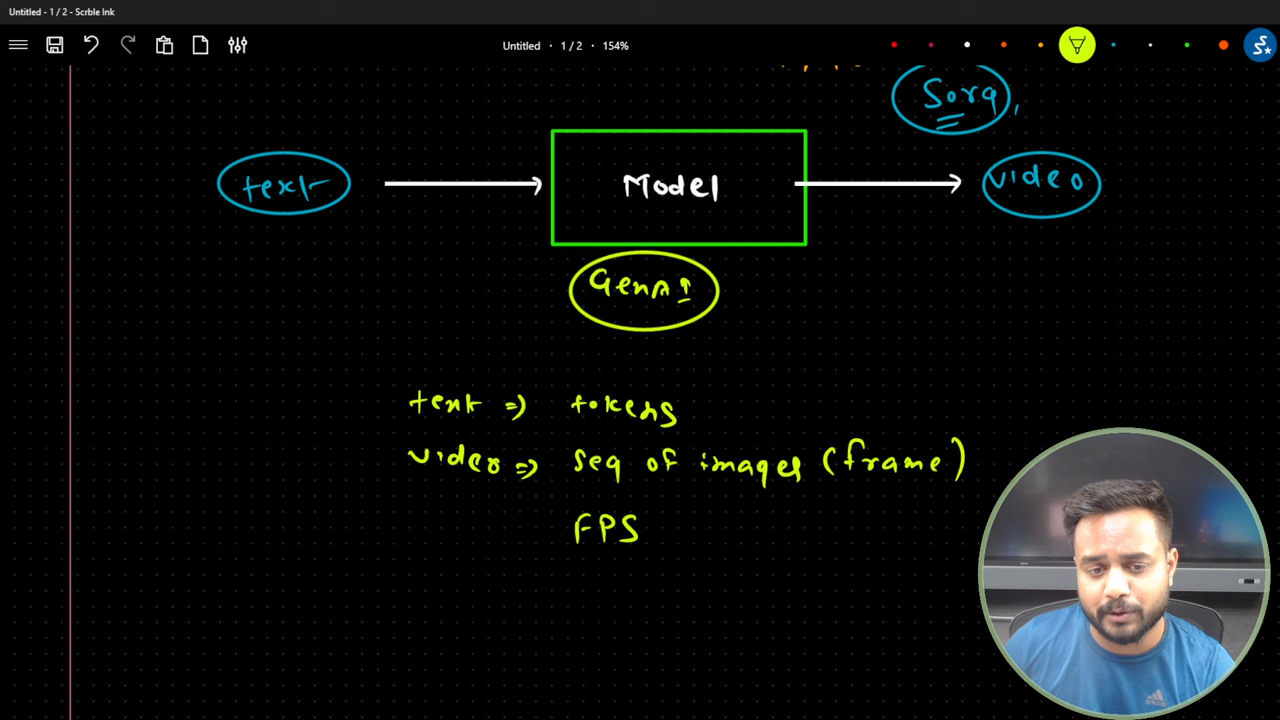 Untitled - 1 / 2 - Scrble Ink
Untitled • 1 / 2 • 154%
Sora,
text
Model
video
GenAI
text => tokens
video => seq of images (frame)
FPS